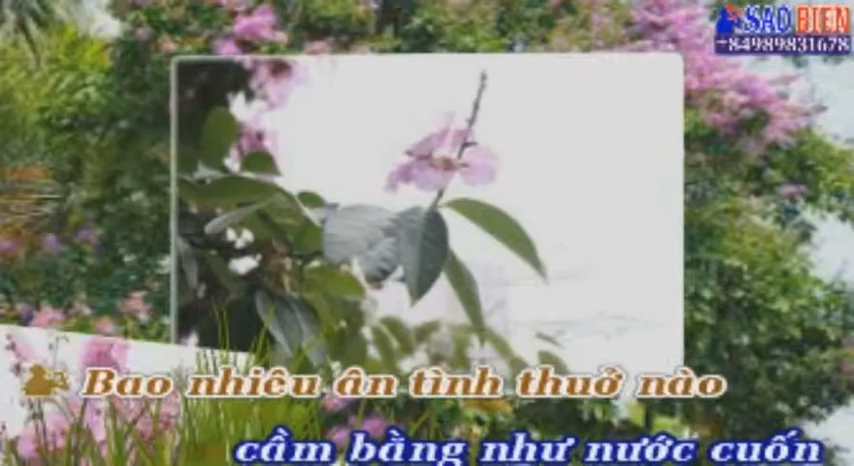 SAO BIEN
+84989831678
Bao nhiêu ân tình thuở nào
cầm bằng như nước cuốn